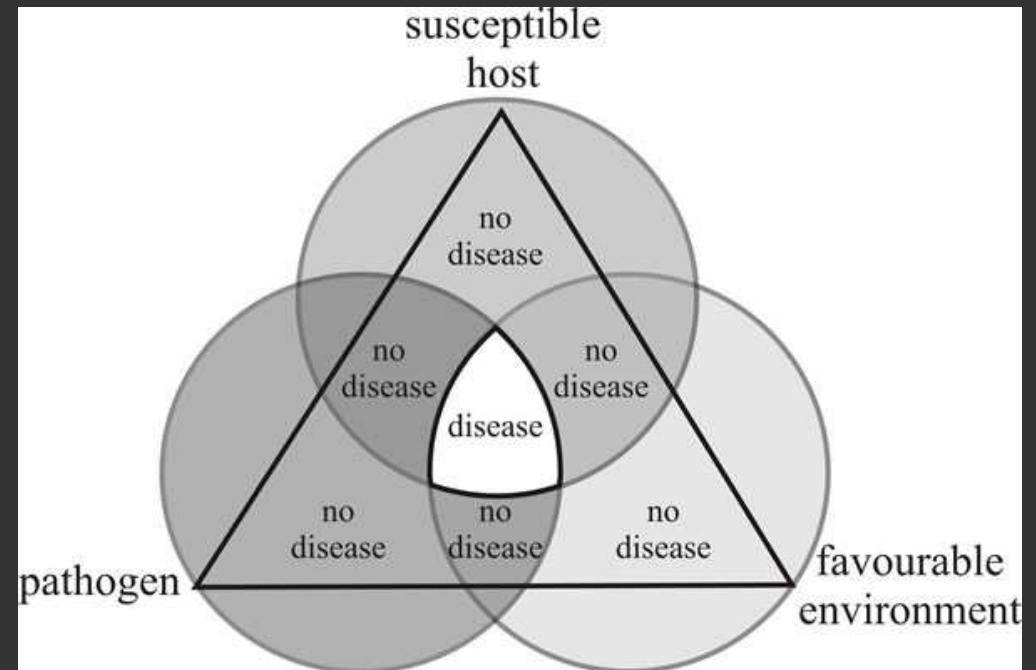 susceptible
host
no
disease
no
disease
no
disease
disease
no
disease
no
disease
no
disease
pathogen
favourable
environment